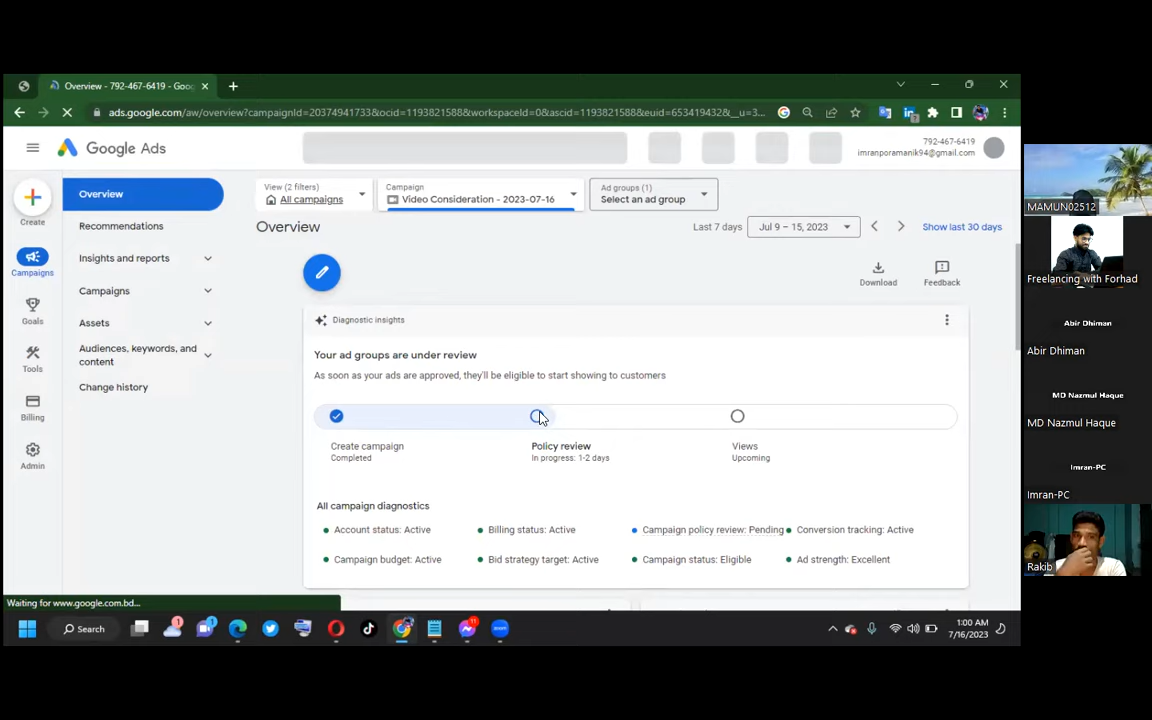 Overview - 792-467-6419 - Goog
ads.google.com/aw/overview?campaignId=20374941733&ocid=1193821588&workspaceId=0&ascid=1193821588&euid=653419432&__u=3...
Google Ads
792-467-6419
imranporamanik94@gmail.com
Create
Campaigns
Goals
Tools
Billing
Admin
Overview
Recommendations
Insights and reports
Campaigns
Assets
Audiences, keywords, and
content
Change history
View (2 filters)
All campaigns
Campaign
Video Consideration - 2023-07-16
Ad groups (1)
Select an ad group
Overview
Last 7 days
Jul 9 – 15, 2023
Show last 30 days
Download
Feedback
Diagnostic insights
Your ad groups are under review
As soon as your ads are approved, they'll be eligible to start showing to customers
Create campaign
Completed
Policy review
In progress: 1-2 days
Views
Upcoming
All campaign diagnostics
Account status: Active
Billing status: Active
Campaign policy review: Pending
Conversion tracking: Active
Campaign budget: Active
Bid strategy target: Active
Campaign status: Eligible
Ad strength: Excellent
Waiting for www.google.com.bd...
Search
1:00 AM
7/16/2023
MAMUN02512
Freelancing with Forhad
Abir Dhiman
Abir Dhiman
MD Nazmul Haque
MD Nazmul Haque
Imran-PC
Imran-PC
Rakib